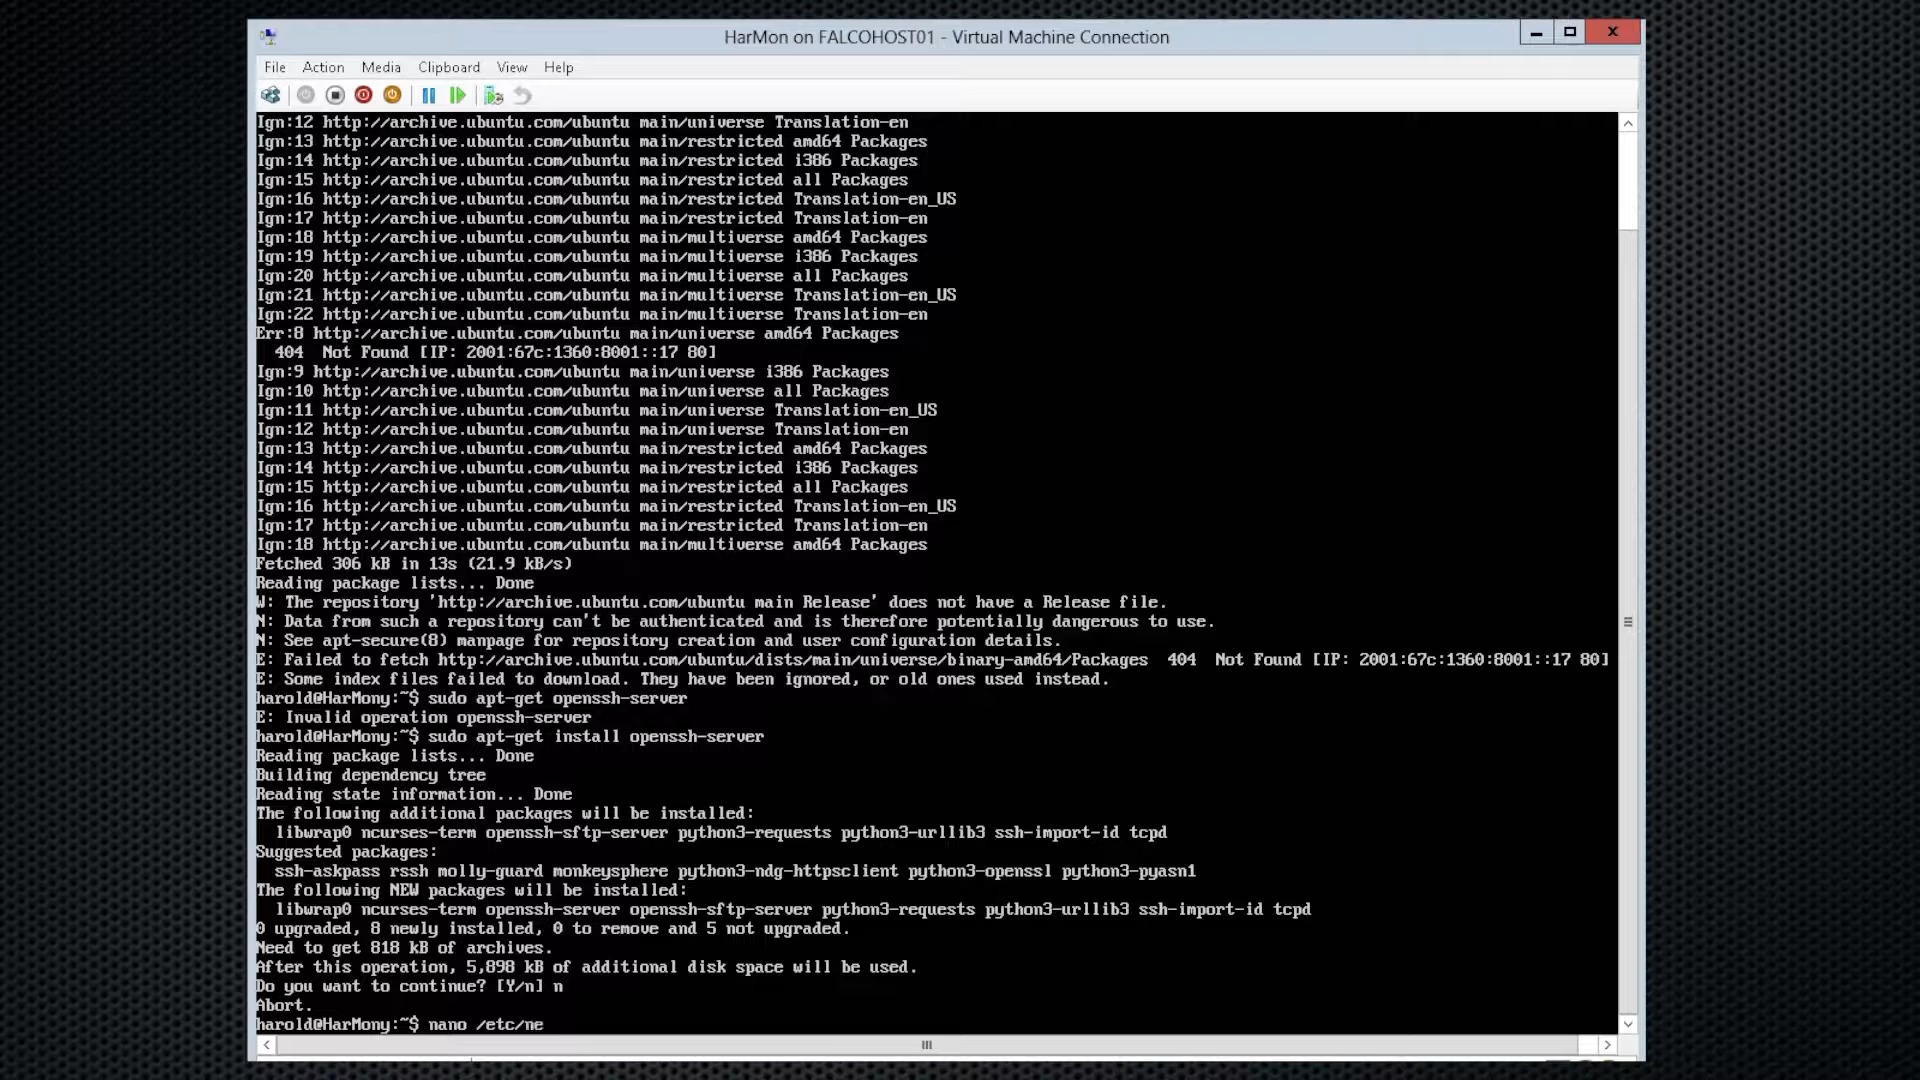 HarMon on FALCOHOST01 - Virtual Machine Connection
File Action Media Clipboard View Help
Ign:12 http://archive.ubuntu.com/ubuntu main/universe Translation-en
Ign:13 http://archive.ubuntu.com/ubuntu main/restricted amd64 Packages
Ign:14 http://archive.ubuntu.com/ubuntu main/restricted i386 Packages
Ign:15 http://archive.ubuntu.com/ubuntu main/restricted all Packages
Ign:16 http://archive.ubuntu.com/ubuntu main/restricted Translation-en_US
Ign:17 http://archive.ubuntu.com/ubuntu main/restricted Translation-en
Ign:18 http://archive.ubuntu.com/ubuntu main/multiverse amd64 Packages
Ign:19 http://archive.ubuntu.com/ubuntu main/multiverse i386 Packages
Ign:20 http://archive.ubuntu.com/ubuntu main/multiverse all Packages
Ign:21 http://archive.ubuntu.com/ubuntu main/multiverse Translation-en_US
Ign:22 http://archive.ubuntu.com/ubuntu main/multiverse Translation-en
Err:8 http://archive.ubuntu.com/ubuntu main/universe amd64 Packages
  404  Not Found [IP: 2001:67c:1360:8001::17 80]
Ign:9 http://archive.ubuntu.com/ubuntu main/universe i386 Packages
Ign:10 http://archive.ubuntu.com/ubuntu main/universe all Packages
Ign:11 http://archive.ubuntu.com/ubuntu main/universe Translation-en_US
Ign:12 http://archive.ubuntu.com/ubuntu main/universe Translation-en
Ign:13 http://archive.ubuntu.com/ubuntu main/restricted amd64 Packages
Ign:14 http://archive.ubuntu.com/ubuntu main/restricted i386 Packages
Ign:15 http://archive.ubuntu.com/ubuntu main/restricted all Packages
Ign:16 http://archive.ubuntu.com/ubuntu main/restricted Translation-en_US
Ign:17 http://archive.ubuntu.com/ubuntu main/restricted Translation-en
Ign:18 http://archive.ubuntu.com/ubuntu main/multiverse amd64 Packages
Fetched 306 kB in 13s (21.9 kB/s)
Reading package lists... Done
W: The repository 'http://archive.ubuntu.com/ubuntu main Release' does not have a Release file.
N: Data from such a repository can't be authenticated and is therefore potentially dangerous to use.
N: See apt-secure(8) manpage for repository creation and user configuration details.
E: Failed to fetch http://archive.ubuntu.com/ubuntu/dists/main/universe/binary-amd64/Packages  404  Not Found [IP: 2001:67c:1360:8001::17 80]
E: Some index files failed to download. They have been ignored, or old ones used instead.
harold@HarMony:~$ sudo apt-get openssh-server
E: Invalid operation openssh-server
harold@HarMony:~$ sudo apt-get install openssh-server
Reading package lists... Done
Building dependency tree
Reading state information... Done
The following additional packages will be installed:
  libwrap0 ncurses-term openssh-sftp-server python3-requests python3-urllib3 ssh-import-id tcpd
Suggested packages:
  ssh-askpass rssh molly-guard monkeysphere python3-ndg-httpsclient python3-openssl python3-pyasn1
The following NEW packages will be installed:
  libwrap0 ncurses-term openssh-server openssh-sftp-server python3-requests python3-urllib3 ssh-import-id tcpd
0 upgraded, 8 newly installed, 0 to remove and 5 not upgraded.
Need to get 818 kB of archives.
After this operation, 5,898 kB of additional disk space will be used.
Do you want to continue? [Y/n] n
Abort.
harold@HarMony:~$ nano /etc/ne